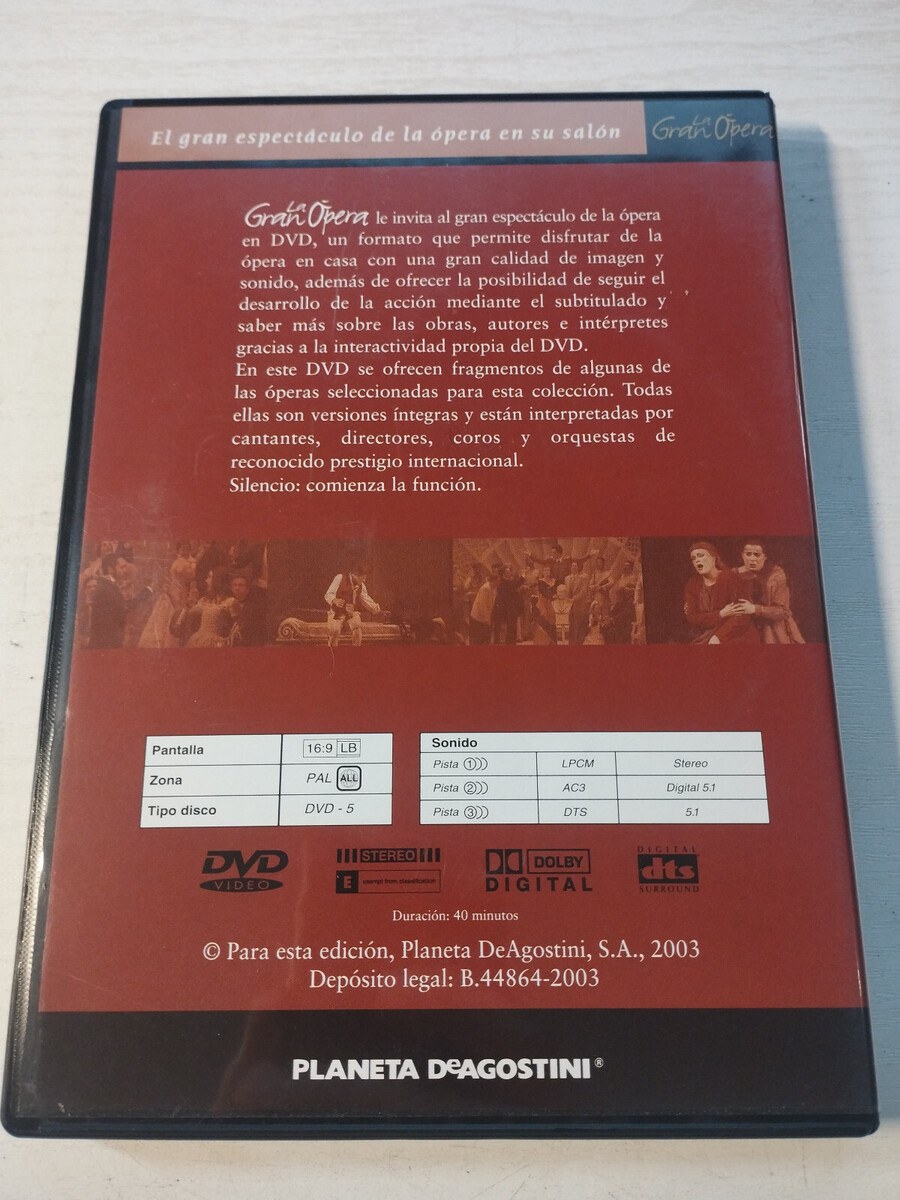 El gran espectáculo de la ópera en su salón
La Gran Ópera
La Gran Ópera le invita al gran espectáculo de la ópera
en DVD, un formato que permite disfrutar de la
ópera en casa con una gran calidad de imagen y
sonido, además de ofrecer la posibilidad de seguir el
desarrollo de la acción mediante el subtitulado y
saber más sobre las obras, autores e intérpretes
gracias a la interactividad propia del DVD.
En este DVD se ofrecen fragmentos de algunas de
las óperas seleccionadas para esta colección. Todas
ellas son versiones íntegras y están interpretadas por
cantantes, directores, coros y orquestas de
reconocido prestigio internacional.
Silencio: comienza la función.
Pantalla 16:9 LB
Zona PAL ALL
Tipo disco DVD - 5
Sonido
Pista 1 LPCM Stereo
Pista 2 AC3 Digital 5.1
Pista 3 DTS 5.1
DVD VIDEO
STEREO
E exempt from classification
DOLBY DIGITAL
DIGITAL dts SURROUND
Duración: 40 minutos
© Para esta edición, Planeta DeAgostini, S.A., 2003
Depósito legal: B.44864-2003
PLANETA DeAGOSTINI®